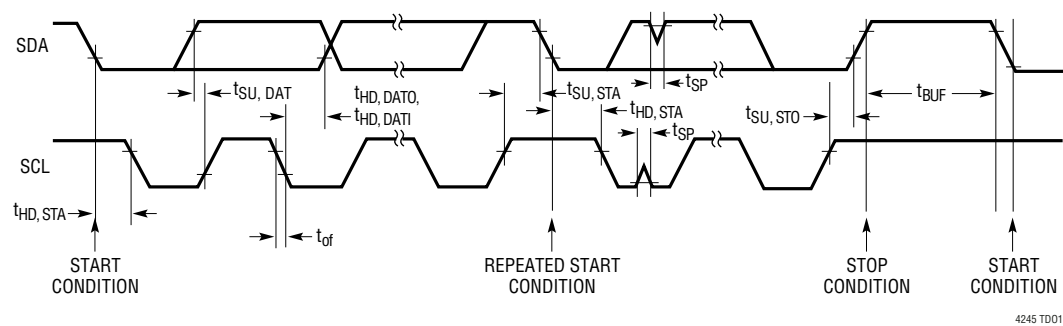 SDA
tSU, DAT
tHD, DATO,
tHD, DATI
tSU, STA
tHD, STA
tSP
tSP
tSU, STO
tBUF
SCL
tHD, STA
tof
START
CONDITION
REPEATED START
CONDITION
STOP
CONDITION
START
CONDITION
4245 TD01